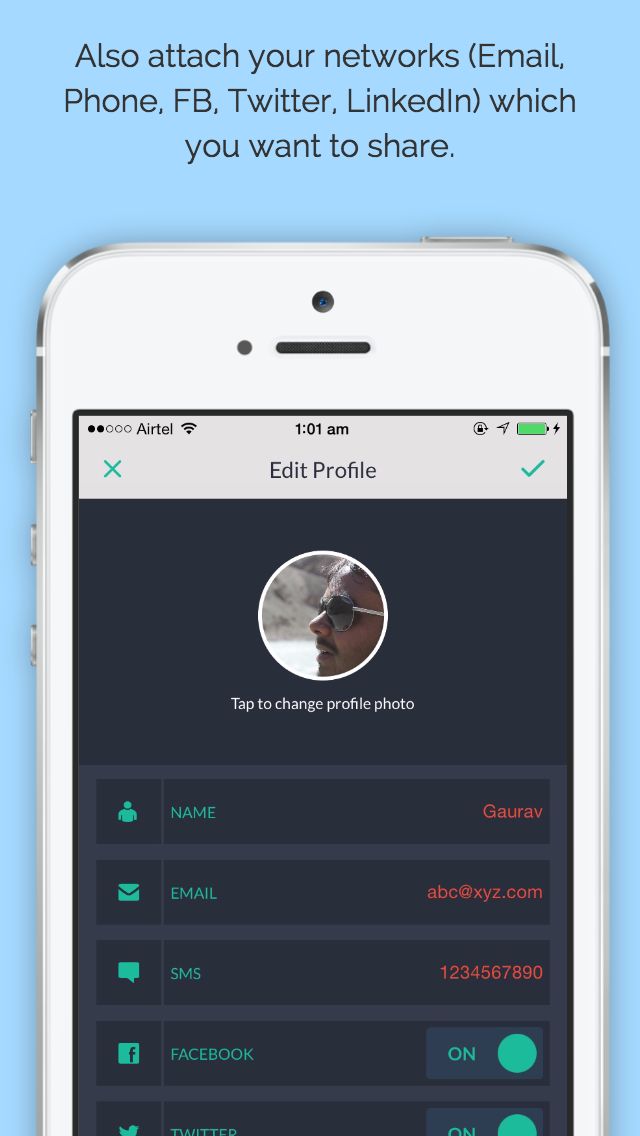 Also attach your networks (Email,
Phone, FB, Twitter, LinkedIn) which
you want to share.
Airtel 1:01 am
Edit Profile
Tap to change profile photo
NAME Gaurav
EMAIL abc@xyz.com
SMS 1234567890
FACEBOOK ON
TWITTER ON